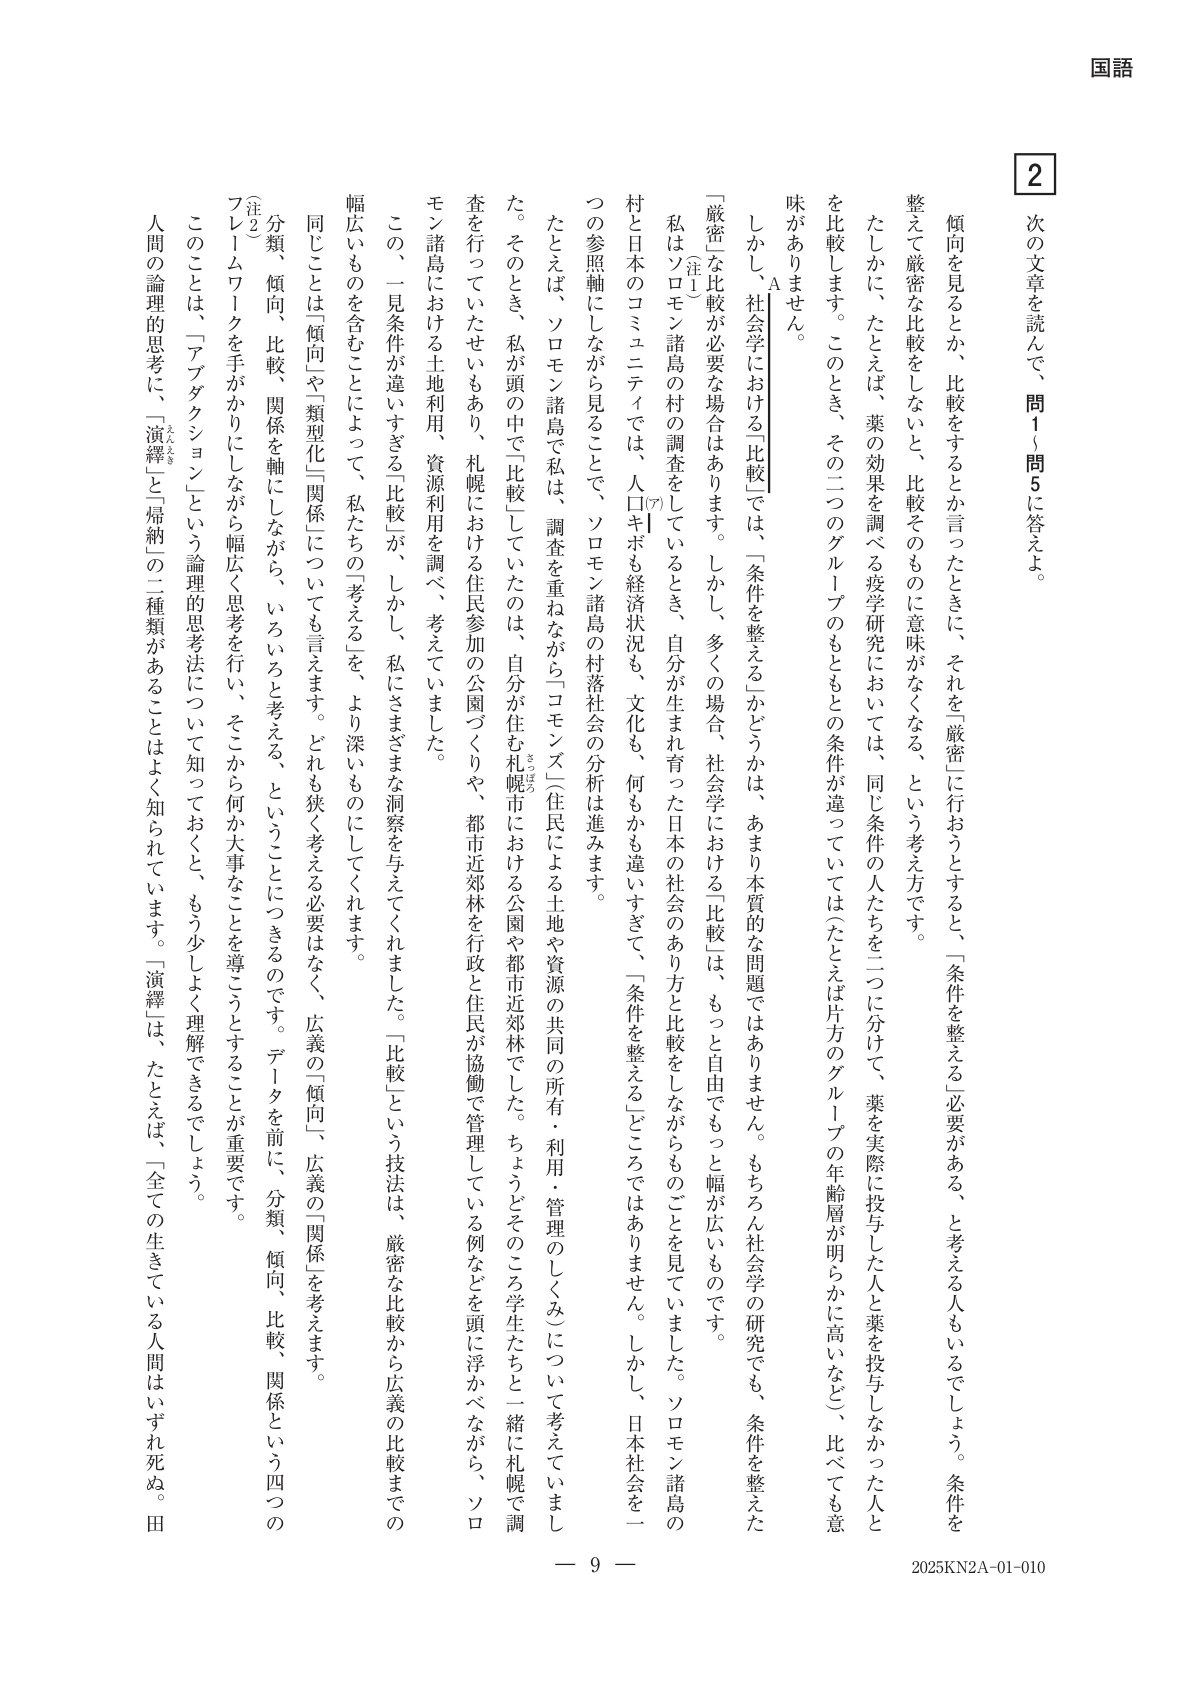 国語
2
次の文章を読んで、問1～問5に答えよ。
傾向を見るとか、比較をするとか言ったときに、それを「厳密」に行おうとすると、「条件を整える」必要がある、と考える人もいるでしょう。条件を
整えて厳密な比較をしないと、比較そのものに意味がなくなる、という考え方です。
たしかに、たとえば、薬の効果を調べる疫学研究においては、同じ条件の人たちを二つに分けて、薬を実際に投与した人と薬を投与しなかった人と
を比較します。このとき、その二つのグループのもともとの条件が違っていては(たとえば片方のグループの年齢層が明らかに高いなど)、比べても意
味がありません。
しかし、A社会学における「比較」では、「条件を整える」かどうかは、あまり本質的な問題ではありません。もちろん社会学の研究でも、条件を整えた
「厳密」な比較が必要な場合はあります。しかし、多くの場合、社会学における「比較」は、もっと自由でもっと幅が広いものです。
私は(注1)ソロモン諸島の村の調査をしているとき、自分が生まれ育った日本の社会のあり方と比較をしながらものごとを見ていました。ソロモン諸島の
村と日本のコミュニティでは、人口(ア)キボも経済状況も、文化も、何もかも違いすぎて、「条件を整える」どころではありません。しかし、日本社会を一
つの参照軸にしながら見ることで、ソロモン諸島の村落社会の分析は進みます。
たとえば、ソロモン諸島で私は、調査を重ねながら「コモンズ」(住民による土地や資源の共同の所有・利用・管理のしくみ)について考えていまし
た。そのとき、私が頭の中で「比較」していたのは、自分が住む札幌(さっぽろ)市における公園や都市近郊林でした。ちょうどそのころ学生たちと一緒に札幌で調
査を行っていたせいもあり、札幌における住民参加の公園づくりや、都市近郊林を行政と住民が協働で管理している例などを頭に浮かべながら、ソロ
モン諸島における土地利用、資源利用を調べ、考えていました。
この、一見条件が違いすぎる「比較」が、しかし、私にさまざまな洞察を与えてくれました。「比較」という技法は、厳密な比較から広義の比較までの
幅広いものを含むことによって、私たちの「考える」を、より深いものにしてくれます。
同じことは「傾向」や「類型化」「関係」についても言えます。どれも狭く考える必要はなく、広義の「傾向」、広義の「関係」を考えます。
分類、傾向、比較、関係を軸にしながら、いろいろと考える、ということにつきるのです。データを前に、分類、傾向、比較、関係という四つの
(注2)フレームワークを手がかりにしながら幅広く思考を行い、そこから何か大事なことを導こうとすることが重要です。
このことは、「アブダクション」という論理的思考法について知っておくと、もう少しよく理解できるでしょう。
人間の論理的思考に、「演繹(えんえき)」と「帰納」の二種類があることはよく知られています。「演繹」は、たとえば、「全ての生きている人間はいずれ死ぬ。田
― 9 ―
2025KN2A-01-010